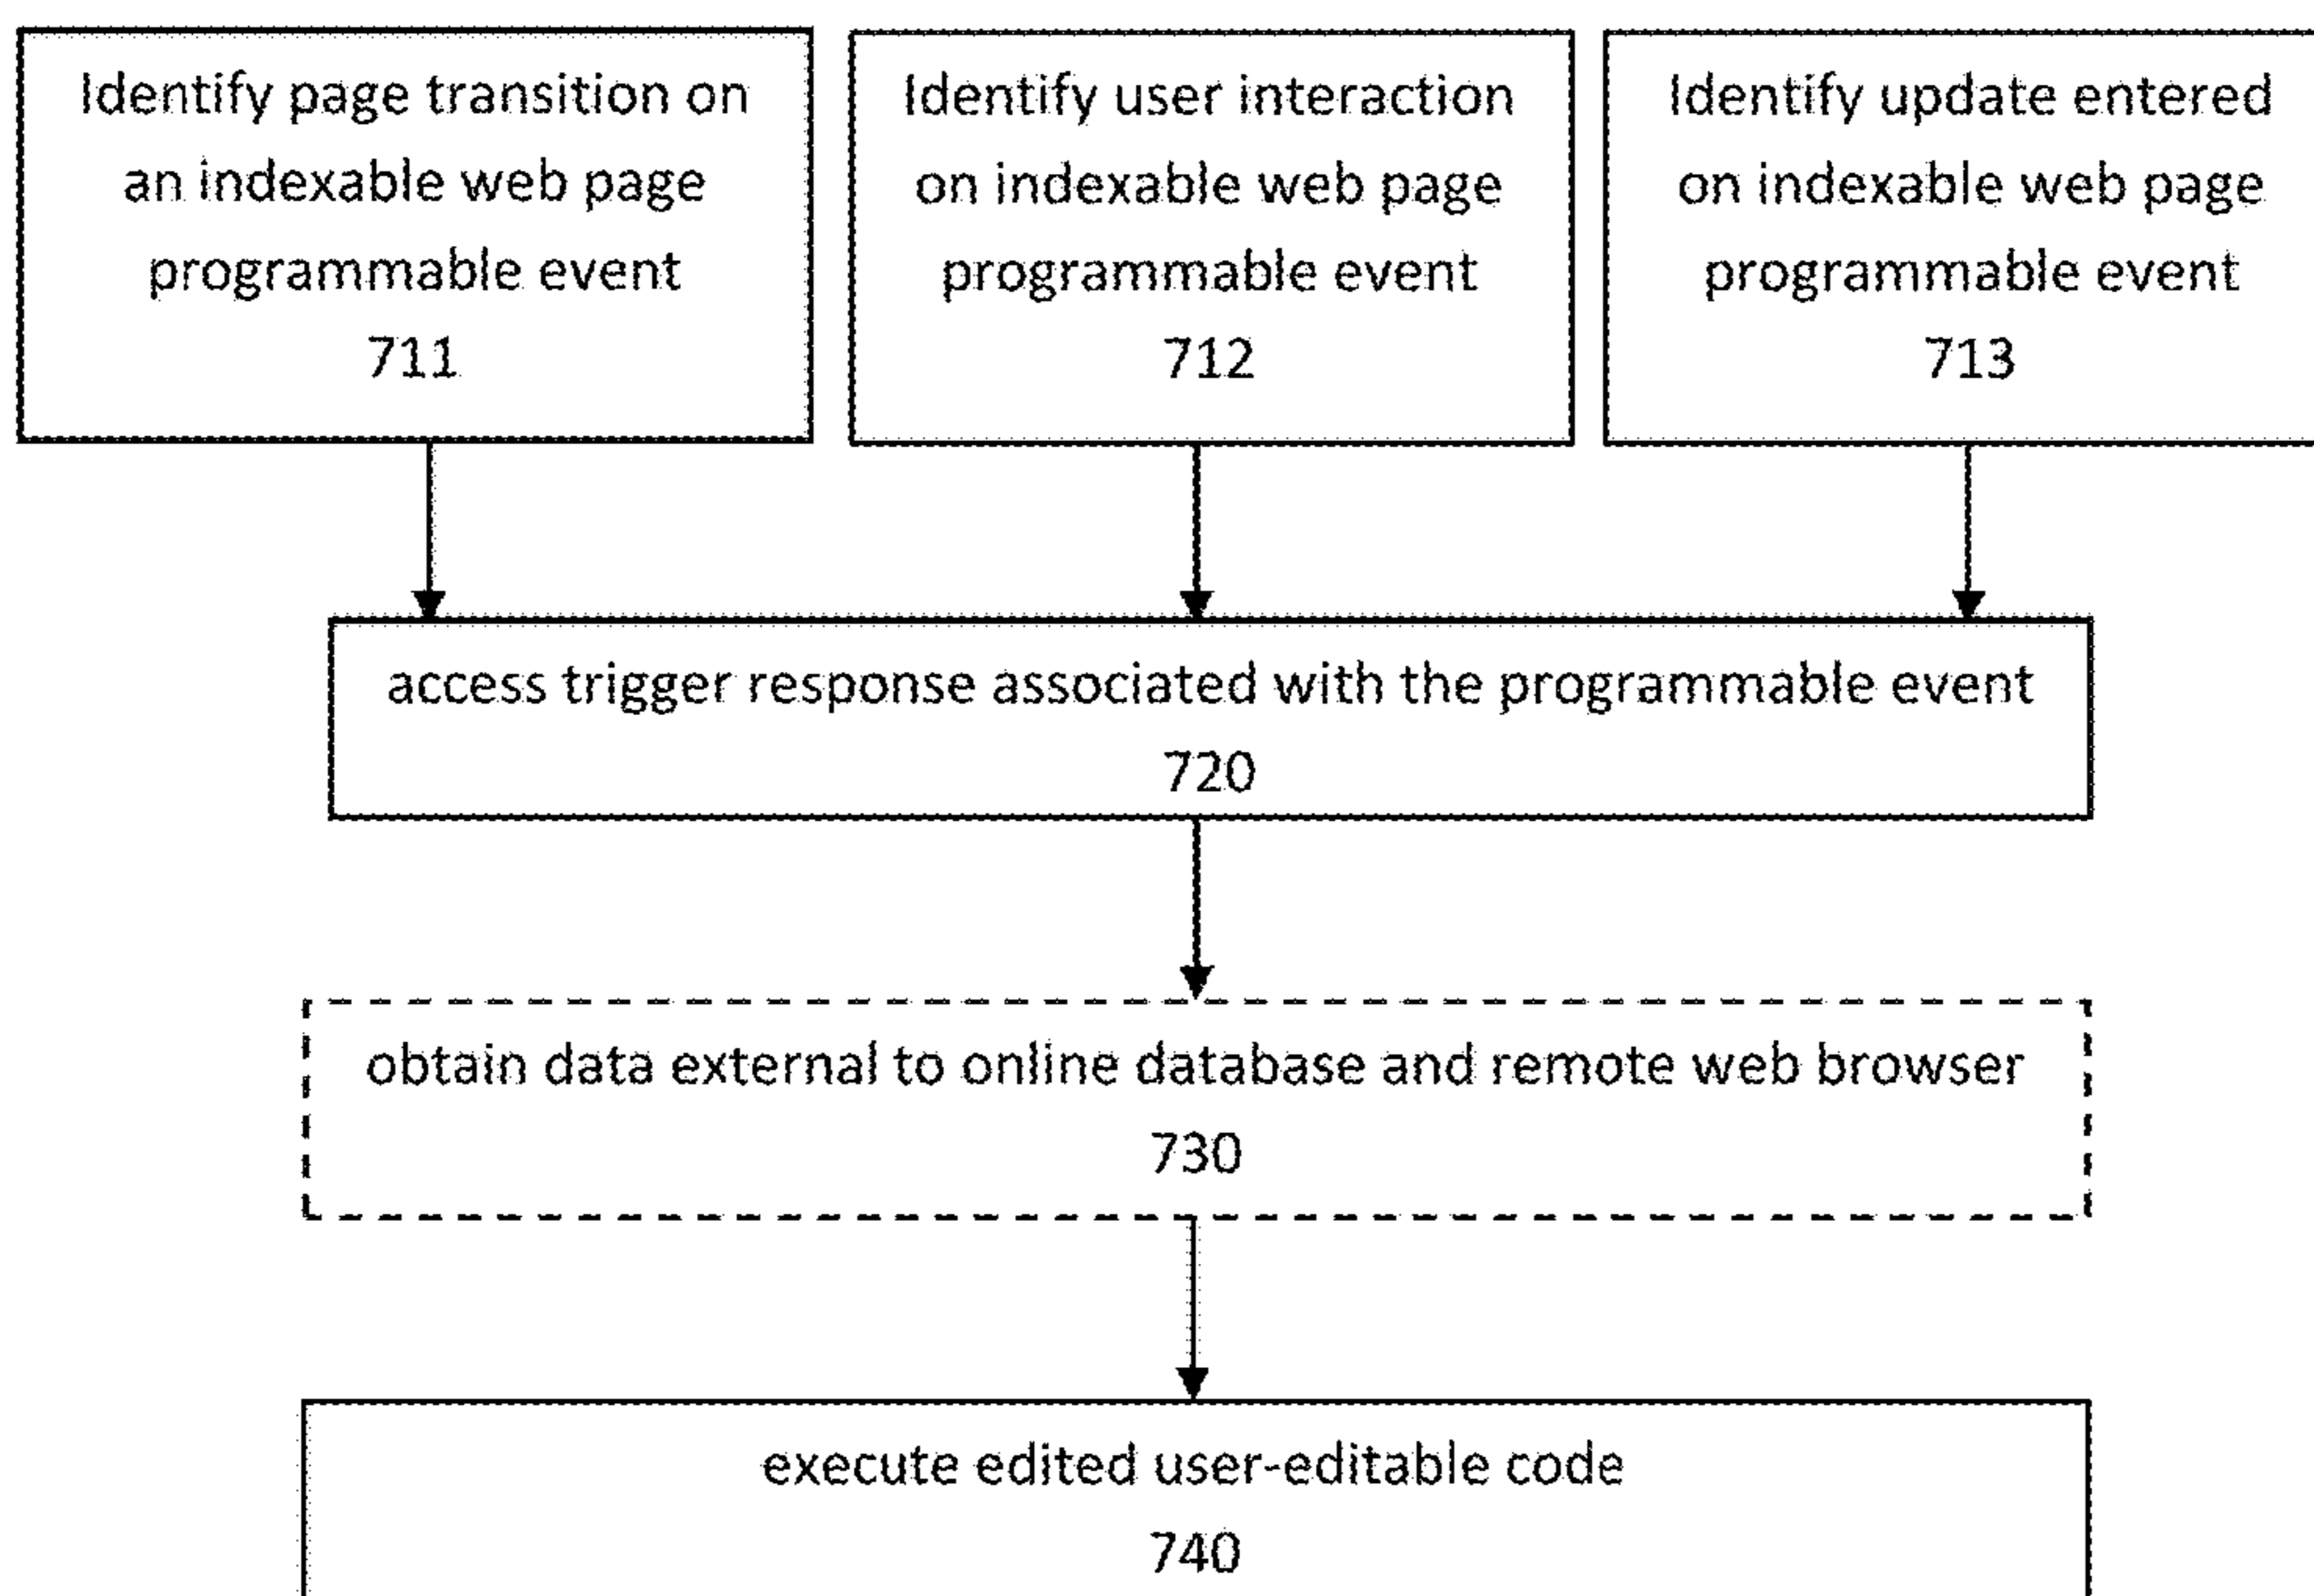 Identify page transition on
an indexable web page
programmable event
711
Identify user interaction
on indexable web page
programmable event
712
Identify update entered
on indexable web page
programmable event
713
access trigger response associated with the programmable event
720
obtain data external to online database and remote web browser
730
execute edited user-editable code
740